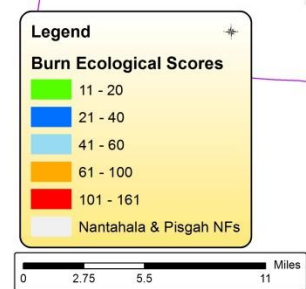 Legend
Burn Ecological Scores
11 - 20
21 - 40
41 - 60
61 - 100
101 - 161
Nantahala & Pisgah NFs
Miles
0 2.75 5.5 11